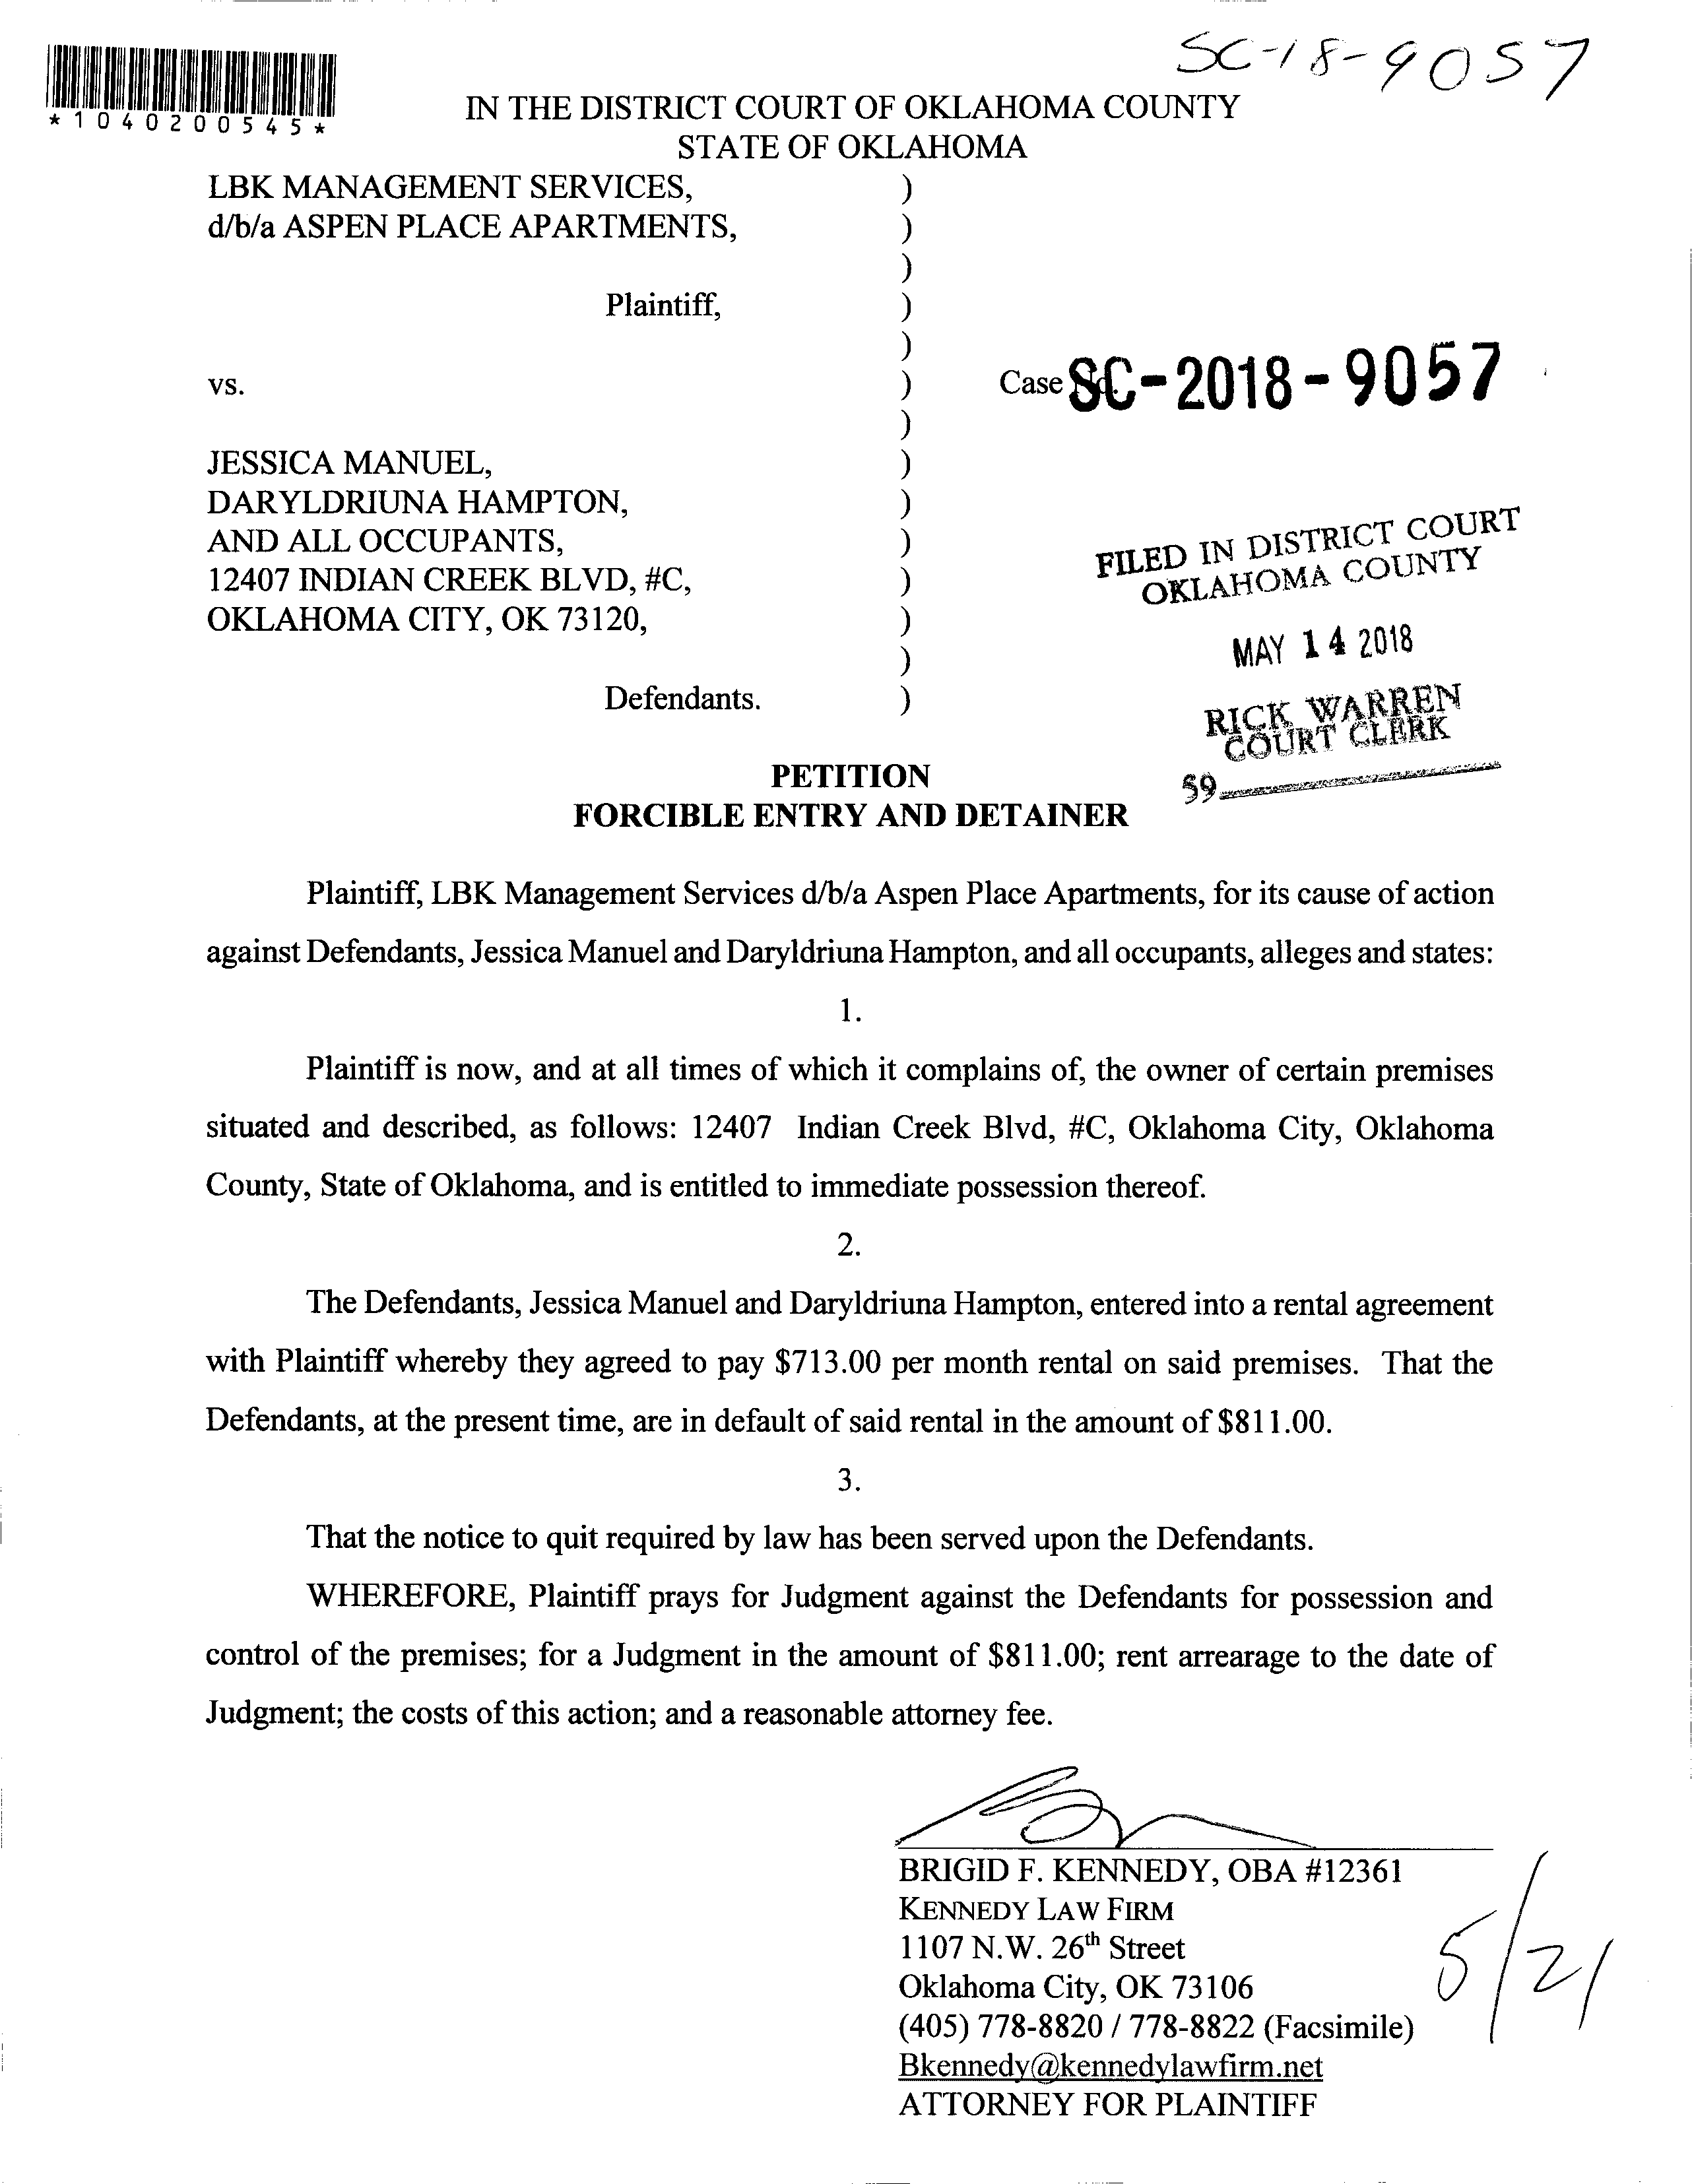 SC-18-9057
*1040200545*
IN THE DISTRICT COURT OF OKLAHOMA COUNTY
STATE OF OKLAHOMA
LBK MANAGEMENT SERVICES, )
d/b/a ASPEN PLACE APARTMENTS, )
)
Plaintiff, )
)
vs. ) Case No. SC-2018-9057
)
JESSICA MANUEL, )
DARYLDRIUNA HAMPTON, )
AND ALL OCCUPANTS, )
12407 INDIAN CREEK BLVD, #C, )
OKLAHOMA CITY, OK 73120, )
)
Defendants. )
FILED IN DISTRICT COURT
OKLAHOMA COUNTY
MAY 14 2018
RICK WARREN
COURT CLERK
59
PETITION
FORCIBLE ENTRY AND DETAINER
Plaintiff, LBK Management Services d/b/a Aspen Place Apartments, for its cause of action
against Defendants, Jessica Manuel and Daryldriuna Hampton, and all occupants, alleges and states:
1.
Plaintiff is now, and at all times of which it complains of, the owner of certain premises
situated and described, as follows: 12407 Indian Creek Blvd, #C, Oklahoma City, Oklahoma
County, State of Oklahoma, and is entitled to immediate possession thereof.
2.
The Defendants, Jessica Manuel and Daryldriuna Hampton, entered into a rental agreement
with Plaintiff whereby they agreed to pay $713.00 per month rental on said premises. That the
Defendants, at the present time, are in default of said rental in the amount of $811.00.
3.
That the notice to quit required by law has been served upon the Defendants.
WHEREFORE, Plaintiff prays for Judgment against the Defendants for possession and
control of the premises; for a Judgment in the amount of $811.00; rent arrearage to the date of
Judgment; the costs of this action; and a reasonable attorney fee.
BRIGID F. KENNEDY, OBA #12361
KENNEDY LAW FIRM
1107 N.W. 26th Street
Oklahoma City, OK 73106
(405) 778-8820 / 778-8822 (Facsimile)
Bkennedy@kennedylawfirm.net
ATTORNEY FOR PLAINTIFF
5/21